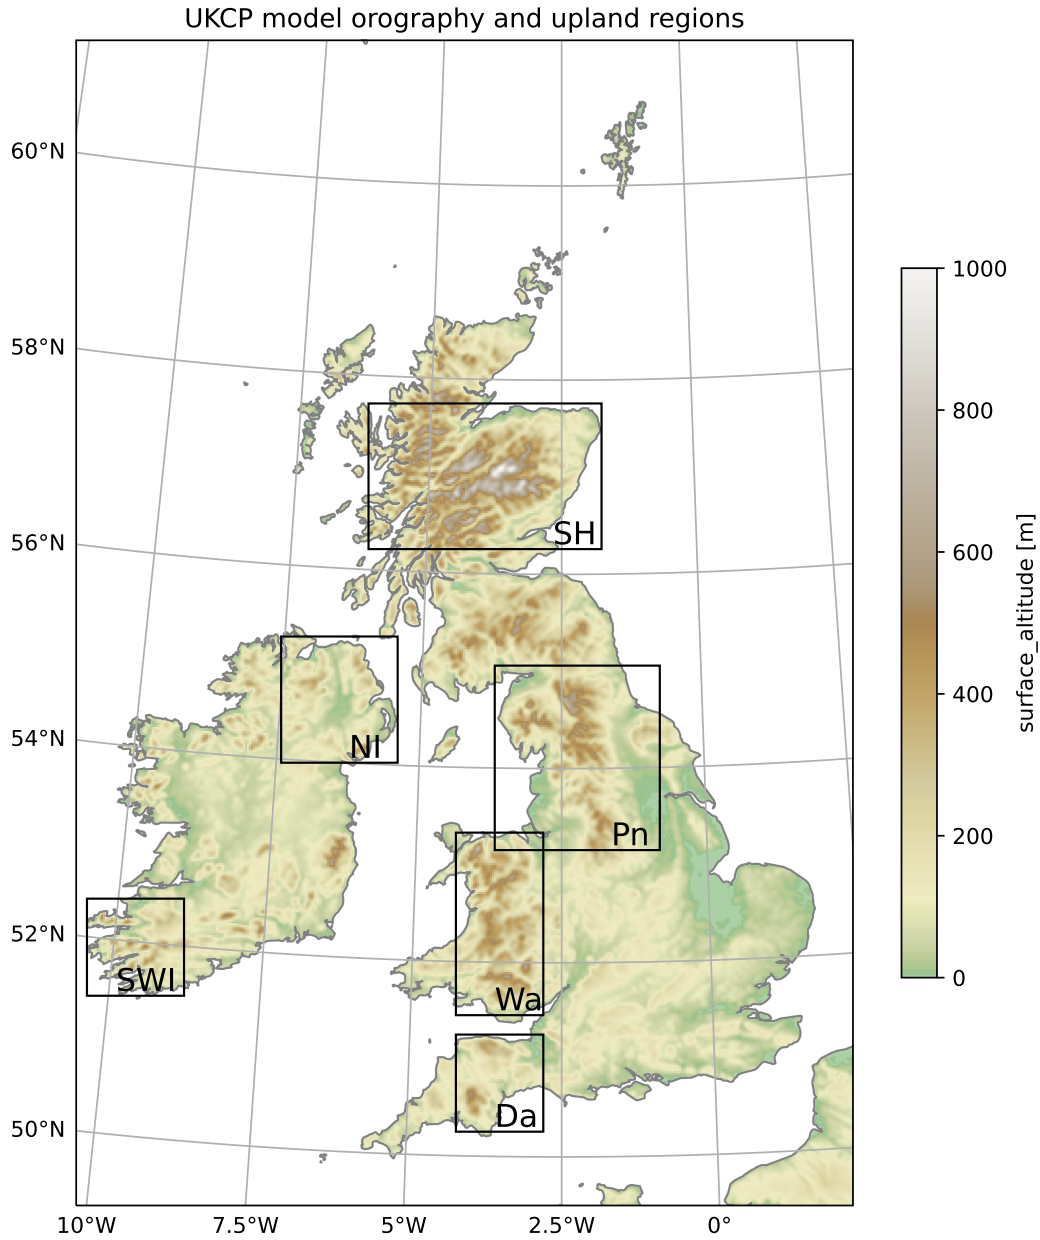 UKCP model orography and upland regions
60°N
58°N
56°N
54°N
52°N
50°N
10°W
7.5°W
5°W
2.5°W
0°
SH
NI
Pn
SWI
Wa
Da
1000
800
600
400
200
0
surface_altitude [m]